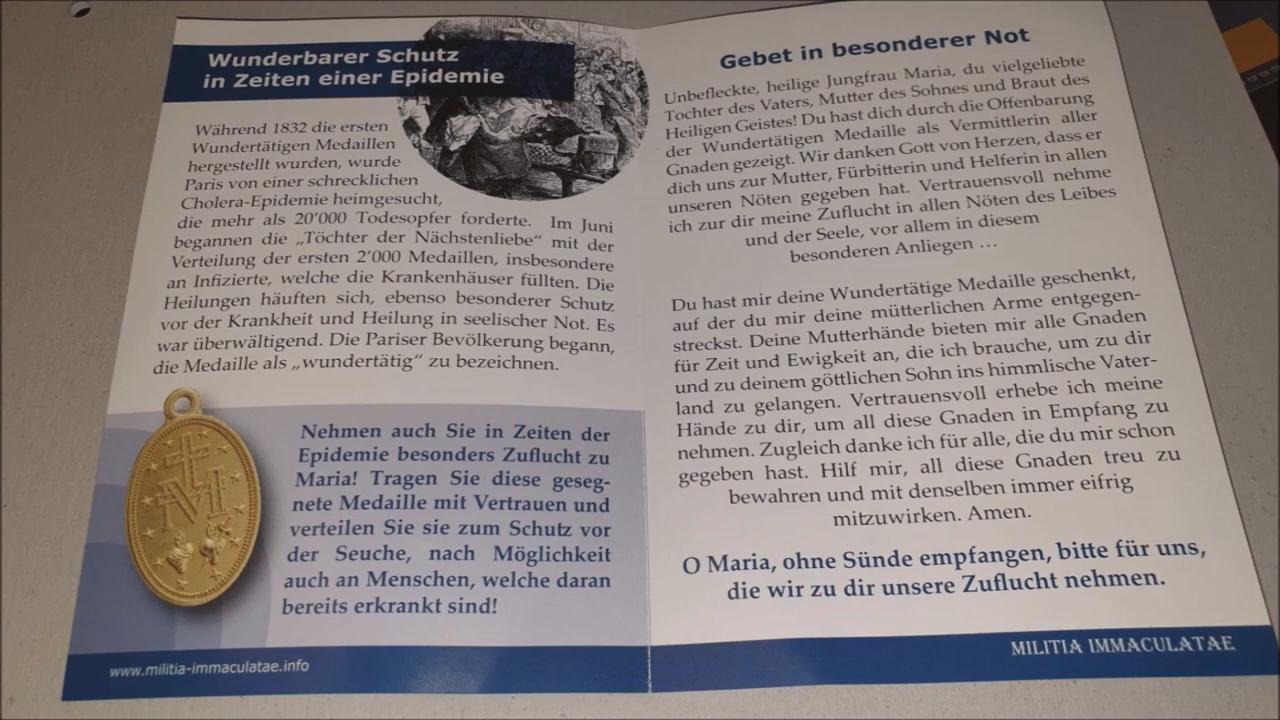 Wunderbarer Schutz
in Zeiten einer Epidemie
Während 1832 die ersten
Wundertätigen Medaillen
hergestellt wurden, wurde
Paris von einer schrecklichen
Cholera-Epidemie heimgesucht,
die mehr als 20'000 Todesopfer forderte. Im Juni
begannen die „Töchter der Nächstenliebe“ mit der
Verteilung der ersten 2'000 Medaillen, insbesondere
an Infizierte, welche die Krankenhäuser füllten. Die
Heilungen häuften sich, ebenso besonderer Schutz
vor der Krankheit und Heilung in seelischer Not. Es
war überwältigend. Die Pariser Bevölkerung begann,
die Medaille als „wundertätig“ zu bezeichnen.
Nehmen auch Sie in Zeiten der
Epidemie besonders Zuflucht zu
Maria! Tragen Sie diese geseg-
nete Medaille mit Vertrauen und
verteilen Sie sie zum Schutz vor
der Seuche, nach Möglichkeit
auch an Menschen, welche daran
bereits erkrankt sind!
www.militia-immaculatae.info
Gebet in besonderer Not
Unbefleckte, heilige Jungfrau Maria, du vielgeliebte
Tochter des Vaters, Mutter des Sohnes und Braut des
Heiligen Geistes! Du hast dich durch die Offenbarung
der Wundertätigen Medaille als Vermittlerin aller
Gnaden gezeigt. Wir danken Gott von Herzen, dass er
dich uns zur Mutter, Fürbitterin und Helferin in allen
unseren Nöten gegeben hat. Vertrauensvoll nehme
ich zur dir meine Zuflucht in allen Nöten des Leibes
und der Seele, vor allem in diesem
besonderen Anliegen …
Du hast mir deine Wundertätige Medaille geschenkt,
auf der du mir deine mütterlichen Arme entgegen-
streckst. Deine Mutterhände bieten mir alle Gnaden
für Zeit und Ewigkeit an, die ich brauche, um zu dir
und zu deinem göttlichen Sohn ins himmlische Vater-
land zu gelangen. Vertrauensvoll erhebe ich meine
Hände zu dir, um all diese Gnaden in Empfang zu
nehmen. Zugleich danke ich für alle, die du mir schon
gegeben hast. Hilf mir, all diese Gnaden treu zu
bewahren und mit denselben immer eifrig
mitzuwirken. Amen.
O Maria, ohne Sünde empfangen, bitte für uns,
die wir zu dir unsere Zuflucht nehmen.
MILITIA IMMACULATAE